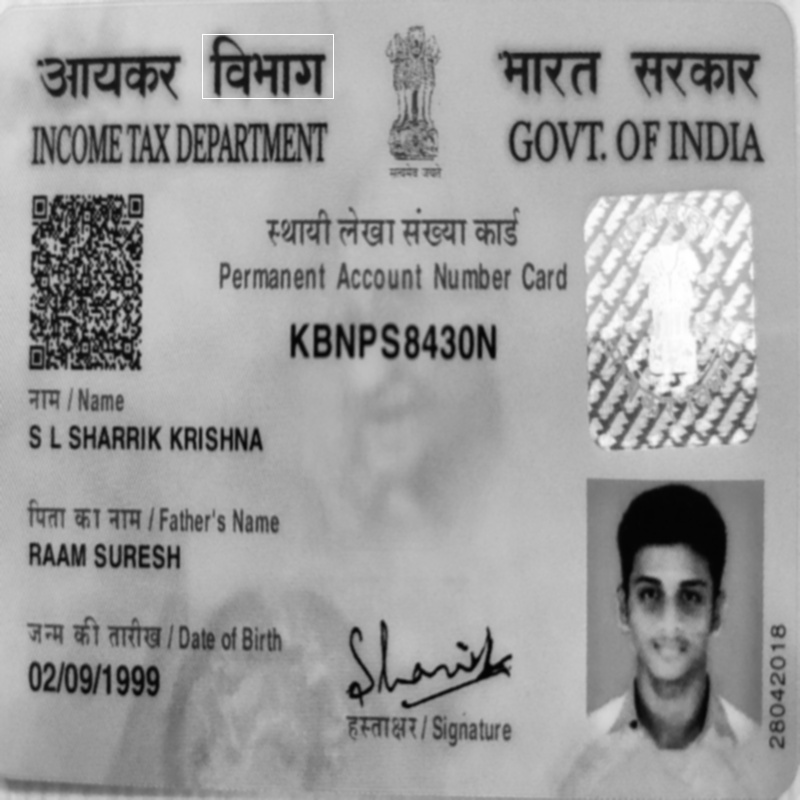 आयकर विभाग
INCOME TAX DEPARTMENT
सत्यमेव जयते
भारत सरकार
GOVT. OF INDIA
स्थायी लेखा संख्या कार्ड
Permanent Account Number Card
KBNPS8430N
नाम / Name
S L SHARRIK KRISHNA
पिता का नाम / Father's Name
RAAM SURESH
जन्म की तारीख / Date of Birth
02/09/1999
Sharrik
हस्ताक्षर / Signature
28042018